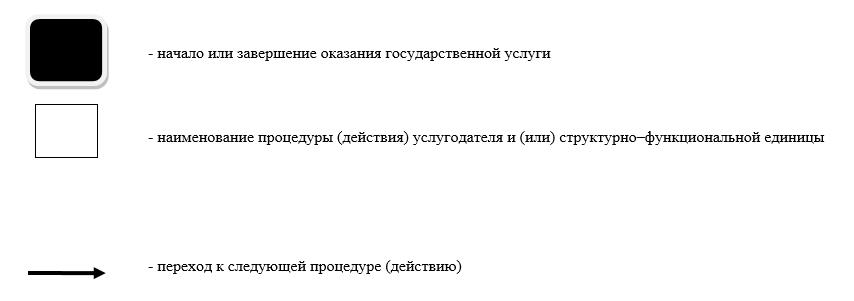 - начало или завершение оказания государственной услуги
- наименование процедуры (действия) услугодателя и (или) структурно–функциональной единицы
- переход к следующей процедуре (действию)